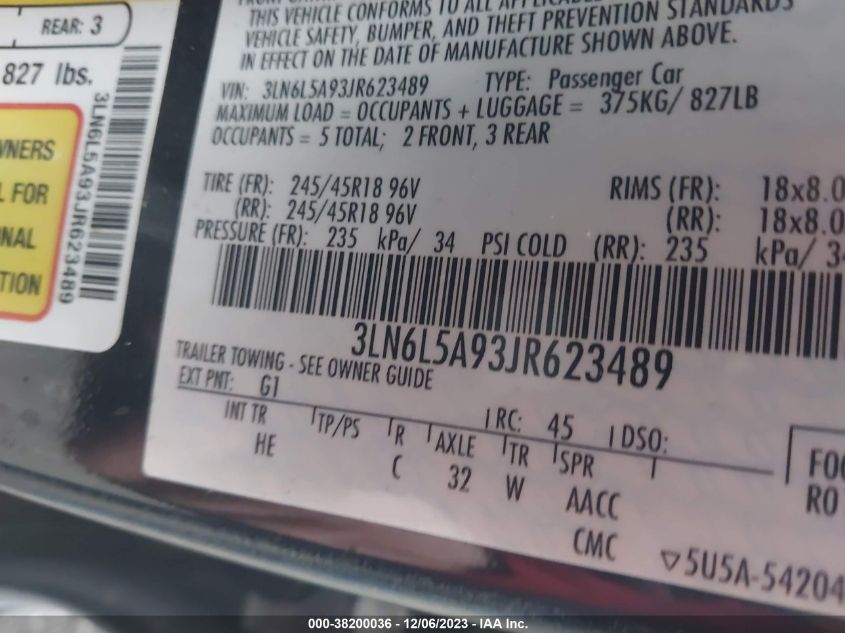 REAR: 3
827 lbs.
WNERS
L FOR
NAL
TION
3LN6L5A93JR623489
THIS VEHICLE CONFORMS TO ALL
VEHICLE SAFETY, BUMPER, AND THEFT PREVENTION STANDARDS
IN EFFECT ON THE DATE OF MANUFACTURE SHOWN ABOVE.
VIN: 3LN6L5A93JR623489 TYPE: Passenger Car
MAXIMUM LOAD = OCCUPANTS + LUGGAGE = 375KG/ 827LB
OCCUPANTS = 5 TOTAL; 2 FRONT, 3 REAR
TIRE (FR): 245/45R18 96V RIMS (FR): 18x8.0
(RR): 245/45R18 96V (RR): 18x8.0
PRESSURE (FR): 235 kPa/ 34 PSI COLD (RR): 235 kPa/ 34
3LN6L5A93JR623489
TRAILER TOWING - SEE OWNER GUIDE
EXT PNT: G1 RC: 45 DSO:
INT TR TP/PS R AXLE TR SPR
HE C 32 W AACC
CMC
FO
RO
▽5U5A-54204
000-38200036 - 12/06/2023 - IAA Inc.